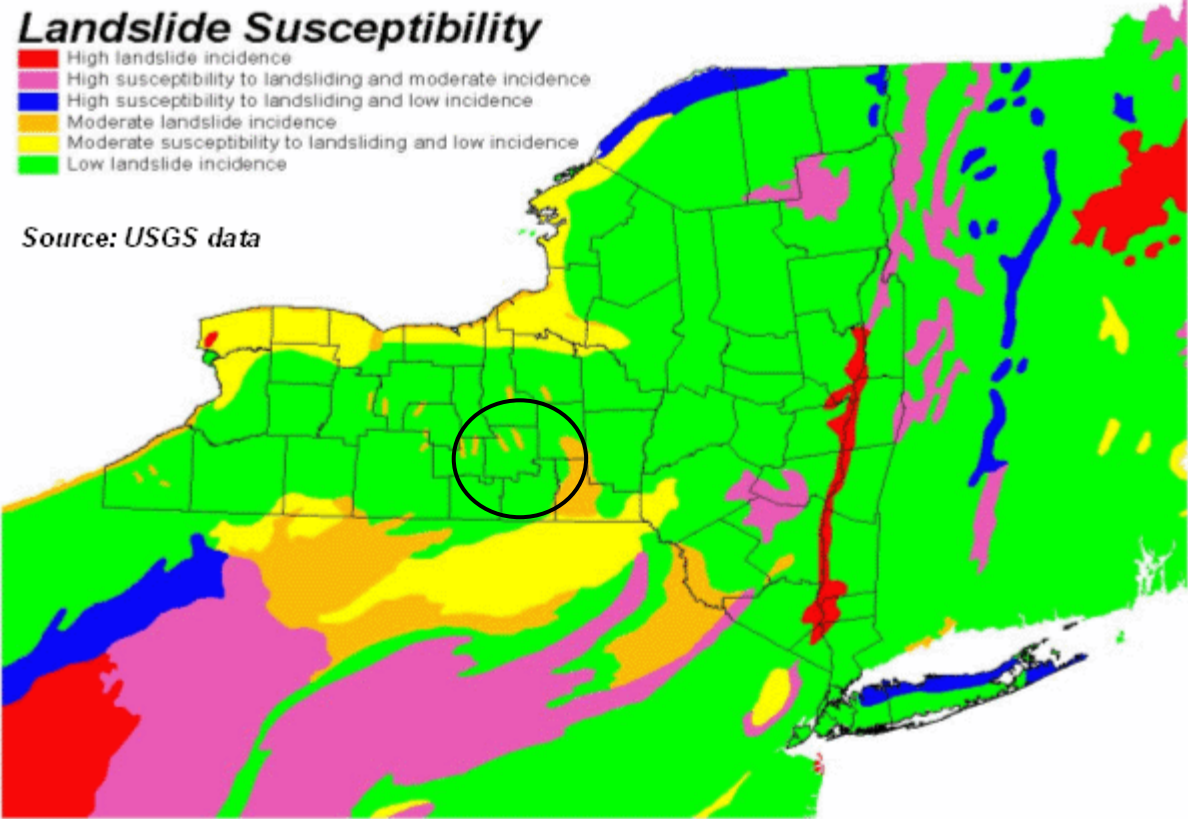 Landslide Susceptibility
High landslide incidence
High susceptibility to landsliding and moderate incidence
High susceptibility to landsliding and low incidence
Moderate landslide incidence
Moderate susceptibility to landsliding and low incidence
Low landslide incidence
Source: USGS data